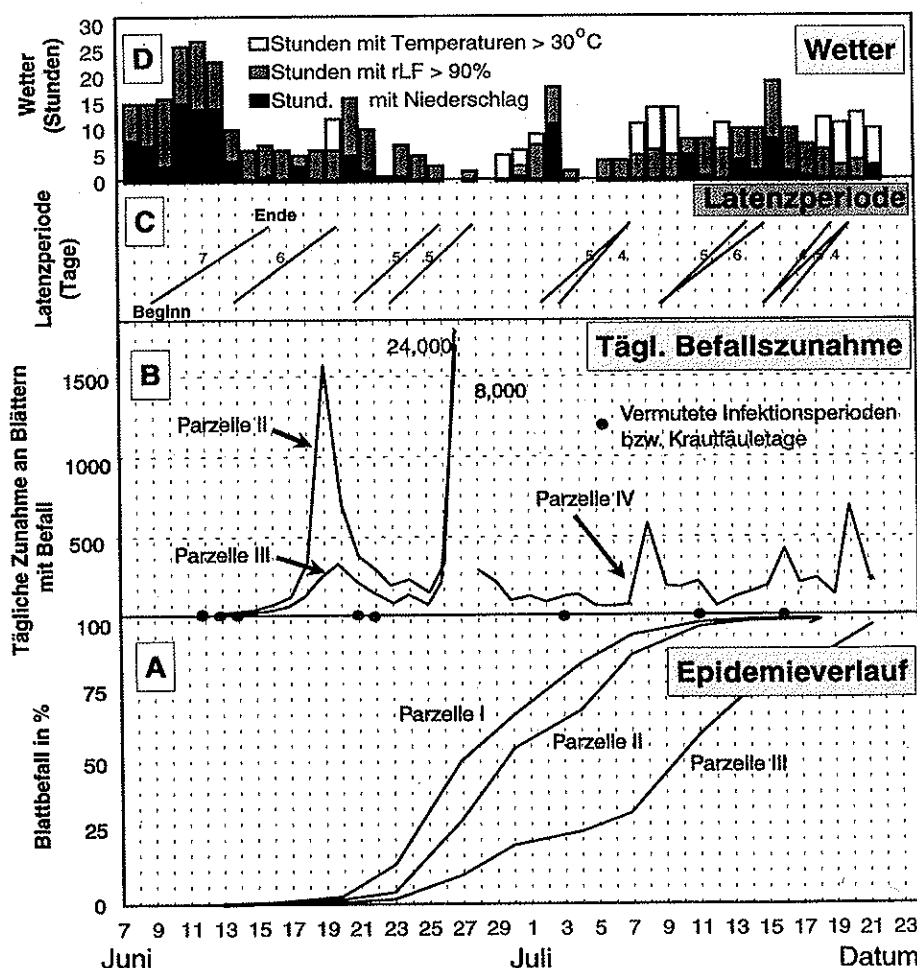 D
Wetter
Wetter
(Stunden)
30
25
20
15
10
5
0
Stunden mit Temperaturen > 30°C
Stunden mit rLF > 90%
Stund. mit Niederschlag
C
Latenzperiode
Latenzperiode
(Tage)
Ende
Beginn
7
6
5
5
5
4
5
6
4
5
4
B
Tägl. Befallszunahme
Tägliche Zunahme an Blättern
mit Befall
1500
1000
500
24,000
8,000
Parzelle II
Parzelle III
Parzelle IV
Vermutete Infektionsperioden
bzw. Krautfäuletage
A
Epidemieverlauf
Blattbefall in %
100
75
50
25
0
Parzelle I
Parzelle II
Parzelle III
7 9 11 13 15 17 19 21 23 25 27 29 1 3 5 7 9 11 13 15 17 19 21 23
Juni Juli Datum